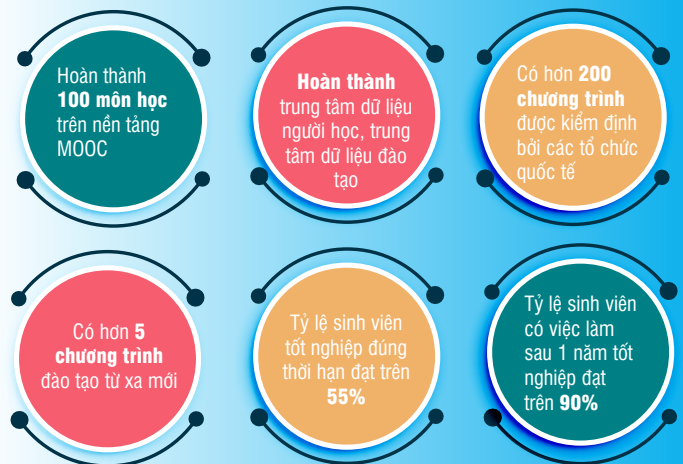 Hoàn thành
100 môn học
trên nền tảng
MOOC
Hoàn thành
trung tâm dữ liệu
người học, trung
tâm dữ liệu đào
tạo
Có hơn 200
chương trình
được kiểm định
bởi các tổ chức
quốc tế
Có hơn 5
chương trình
đào tạo từ xa mới
Tỷ lệ sinh viên
tốt nghiệp đúng
thời hạn đạt trên
55%
Tỷ lệ sinh viên
có việc làm
sau 1 năm tốt
nghiệp đạt
trên 90%